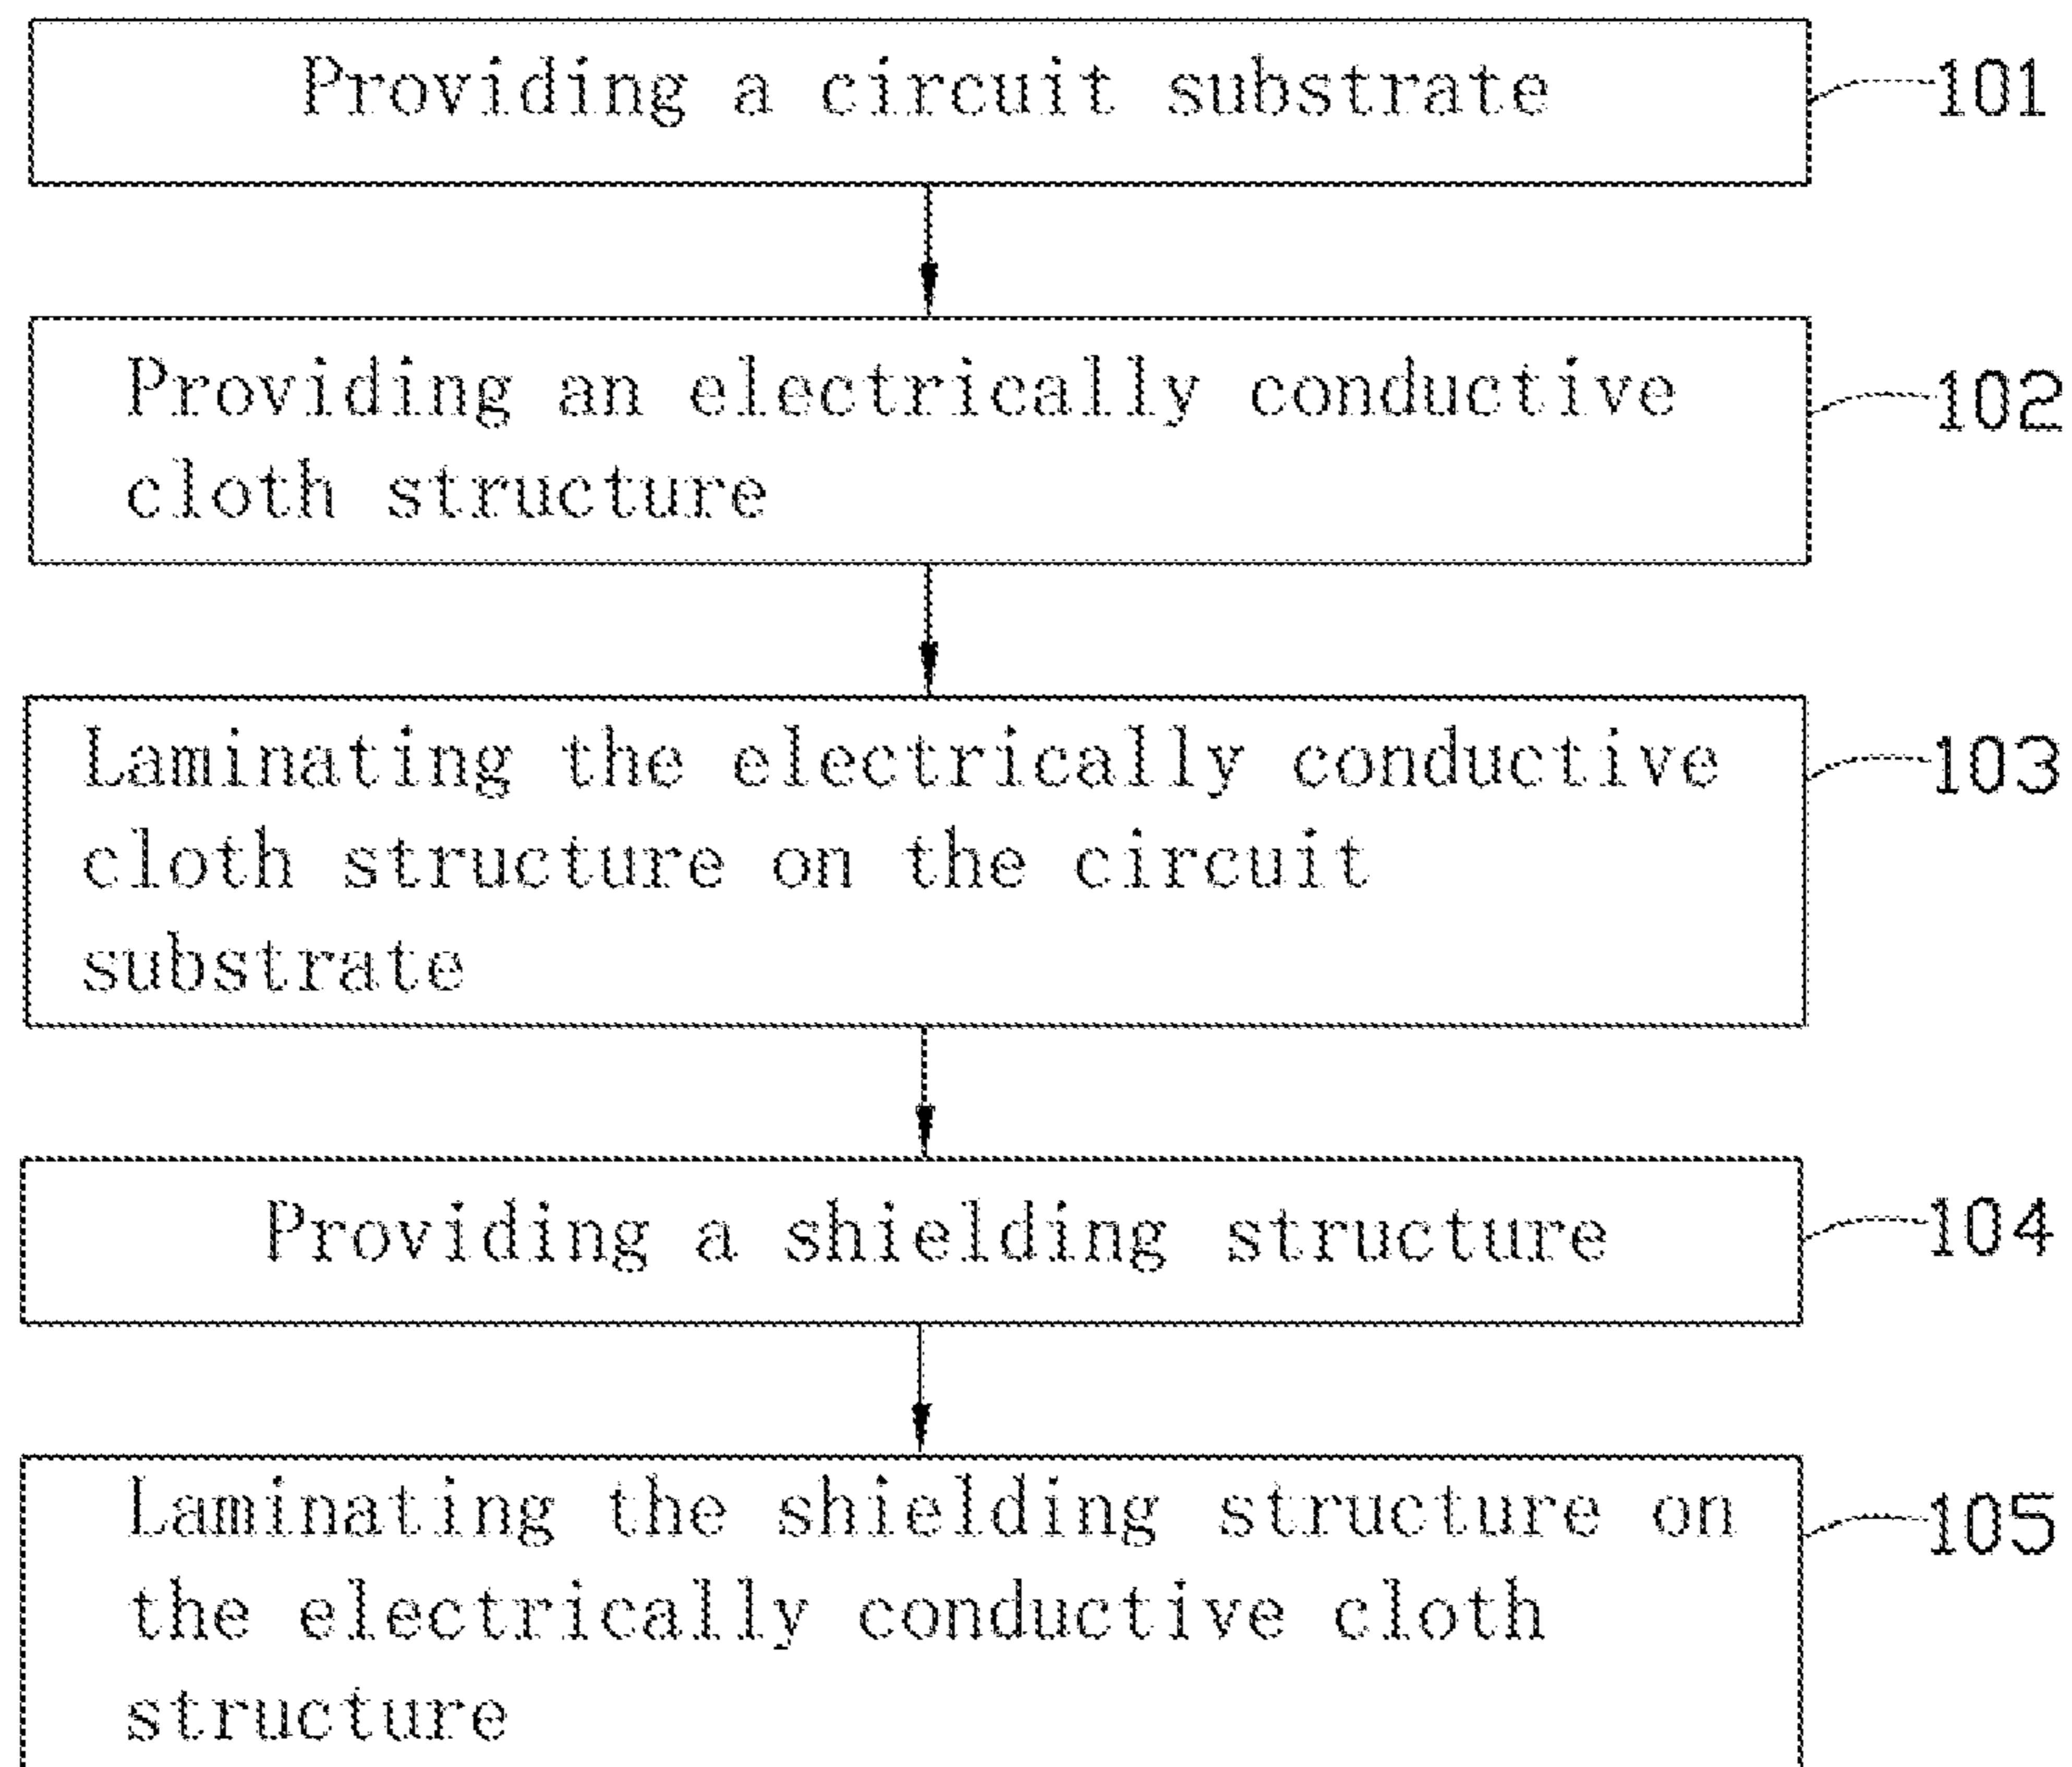 Providing a circuit substrate
101
Providing an electrically conductive
cloth structure
102
Laminating the electrically conductive
cloth structure on the circuit
substrate
103
Providing a shielding structure
104
Laminating the shielding structure on
the electrically conductive cloth
structure
105